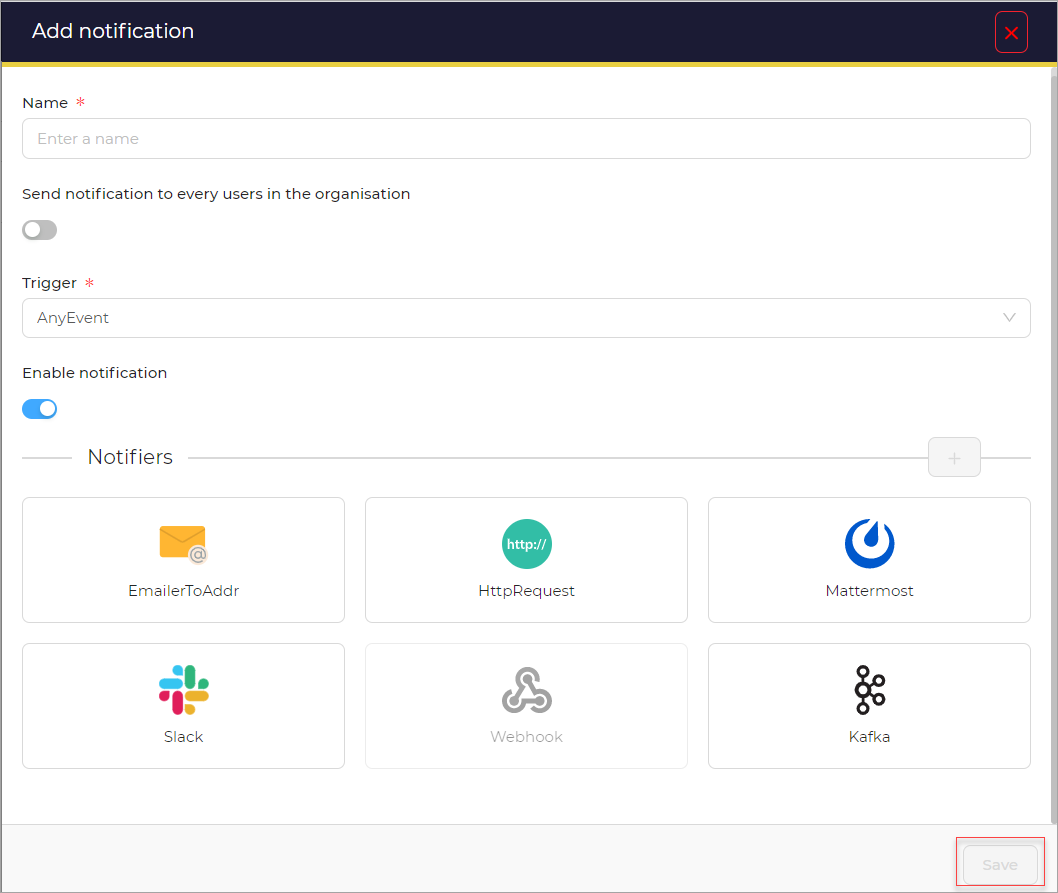 Add notification
Name *
Enter a name
Send notification to every users in the organisation
Trigger *
AnyEvent
Enable notification
Notifiers
+
@
http://
EmailerToAddr
HttpRequest
Mattermost
Slack
Webhook
Kafka
Save